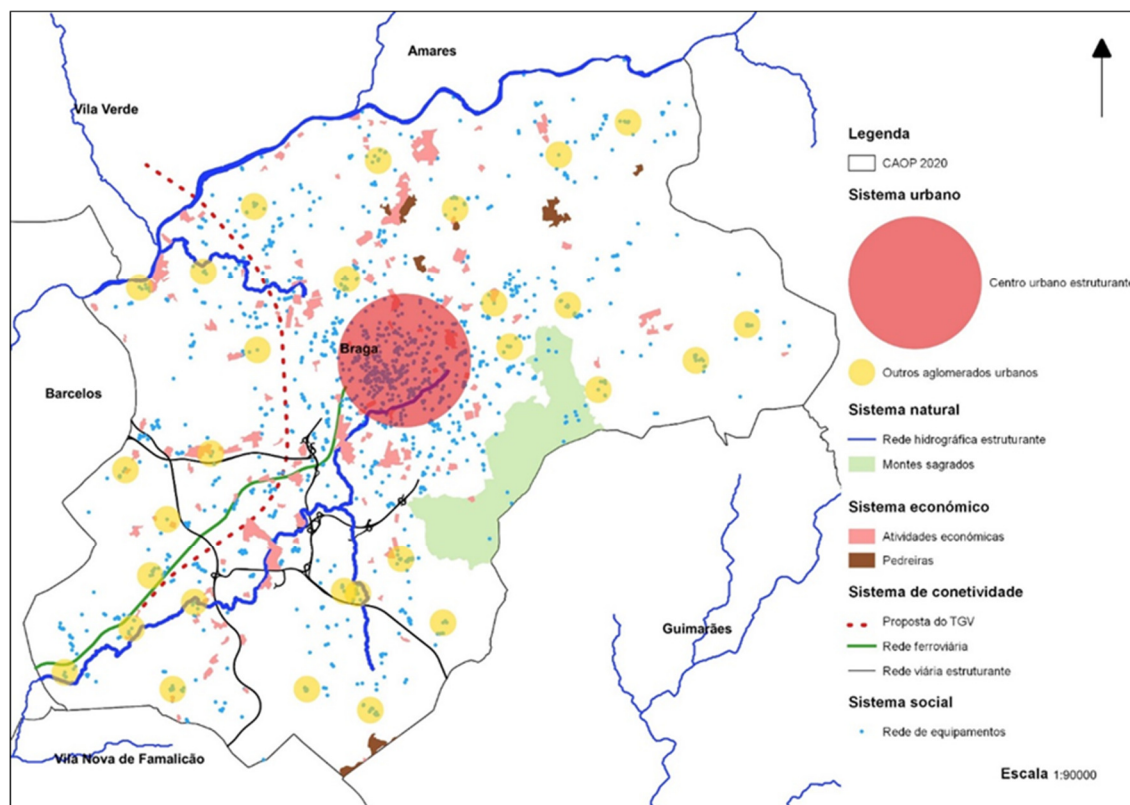 Amares
Vila Verde
Braga
Barcelos
Guimarães
Vila Nova de Famalicão
Legenda
CAOP 2020
Sistema urbano
Centro urbano estruturante
Outros aglomerados urbanos
Sistema natural
Rede hidrográfica estruturante
Montes sagrados
Sistema económico
Atividades económicas
Pedreiras
Sistema de conetividade
Proposta do TGV
Rede ferroviária
Rede viária estruturante
Sistema social
Rede de equipamentos
Escala 1:90000